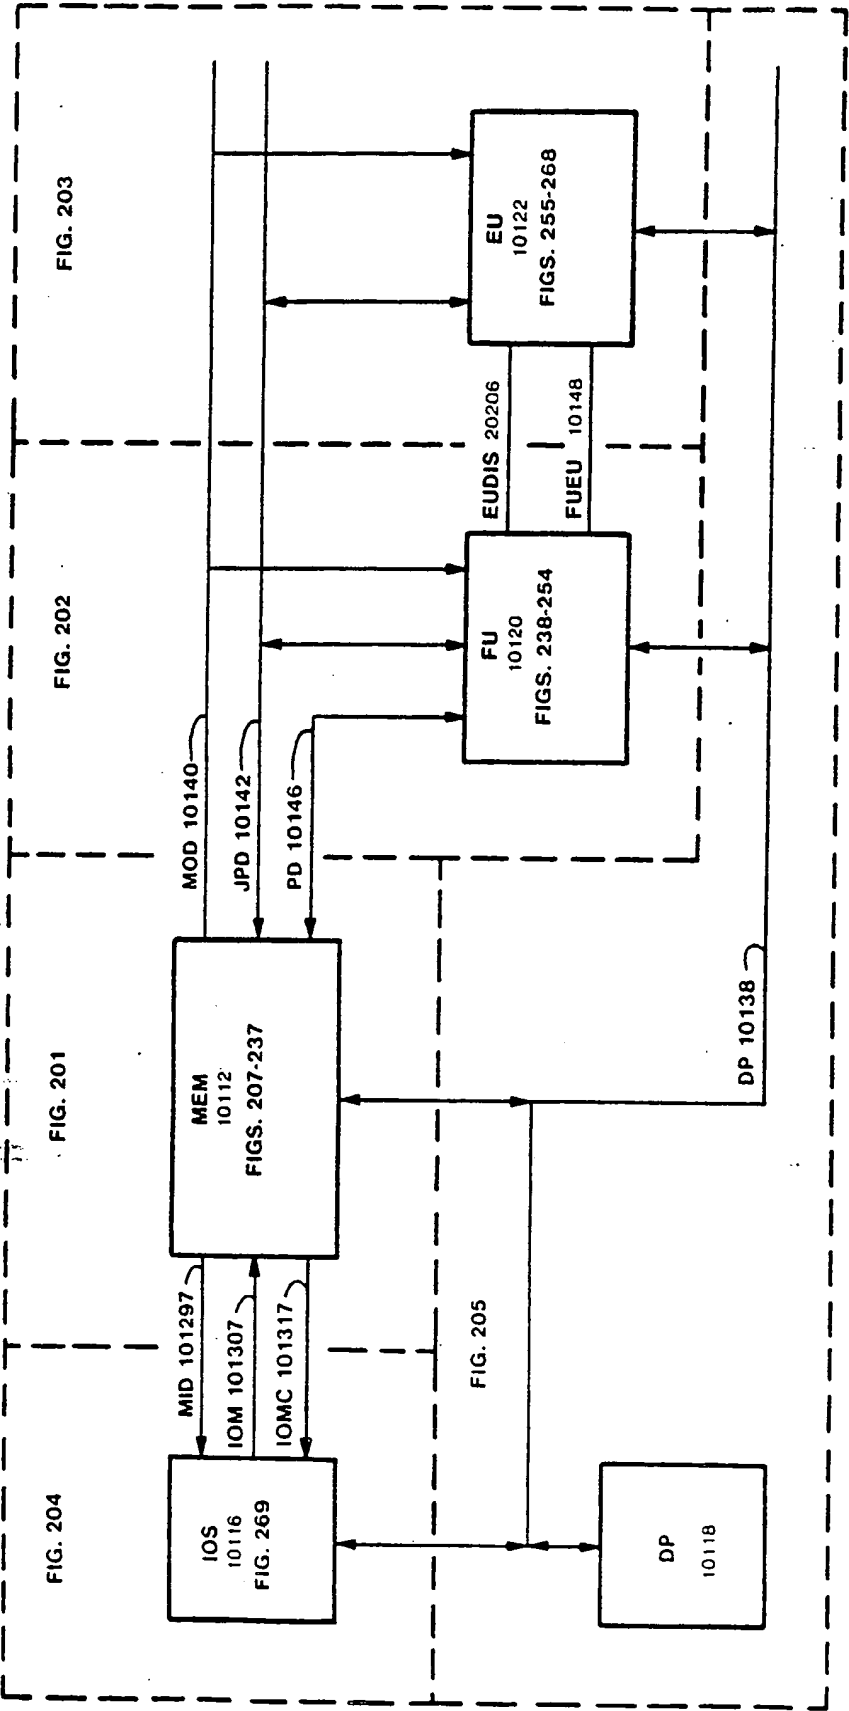 FIG. 204
FIG. 201
FIG. 202
FIG. 203
MID 101297
IOM 101307
IOMC 101317
MOD 10140
JPD 10142
PD 10146
IOS
10116
FIG. 269
MEM
10112
FIGS. 207-237
FU
10120
FIGS. 238-254
EUDIS 20206
FUEU 10148
EU
10122
FIGS. 255-268
FIG. 205
DP
10118
DP 10138